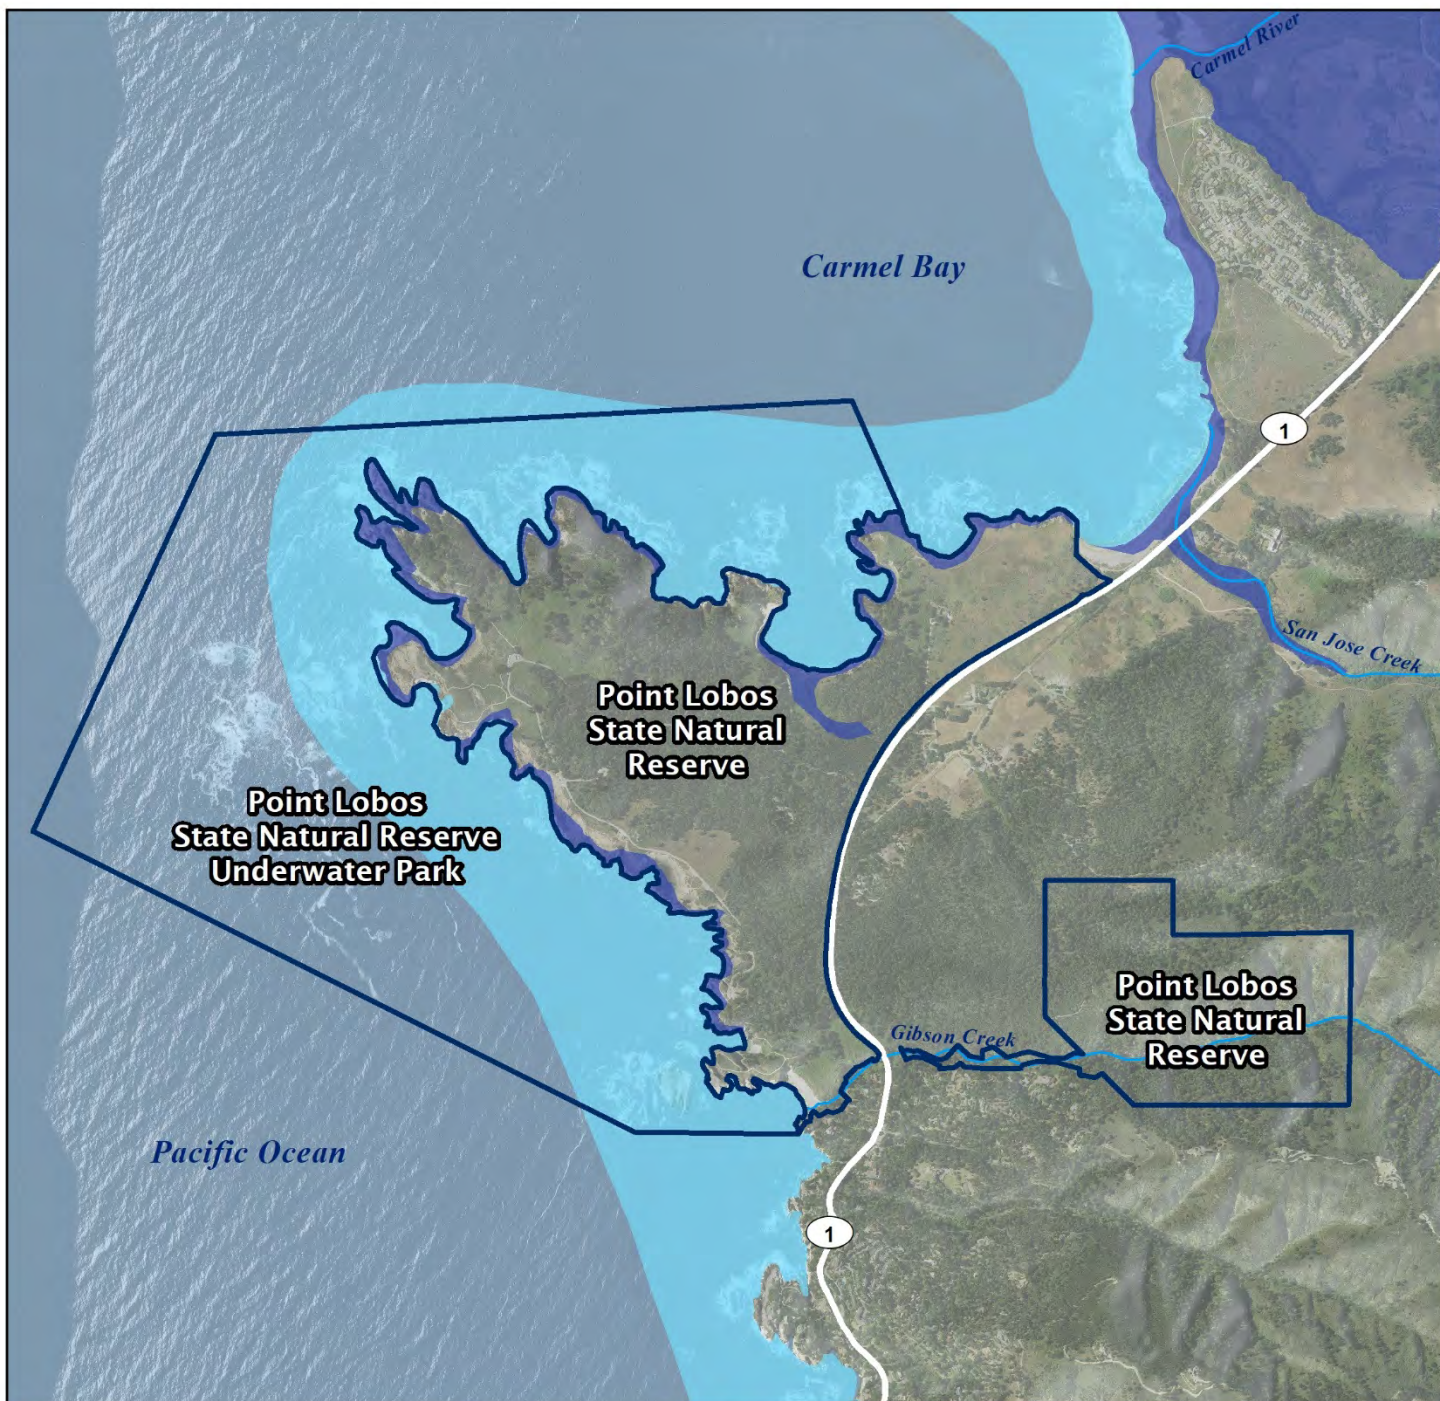 Carmel River
Carmel Bay
1
San Jose Creek
Point Lobos
State Natural
Reserve
Point Lobos
State Natural Reserve
Underwater Park
Point Lobos
State Natural
Reserve
Gibson Creek
Pacific Ocean
1